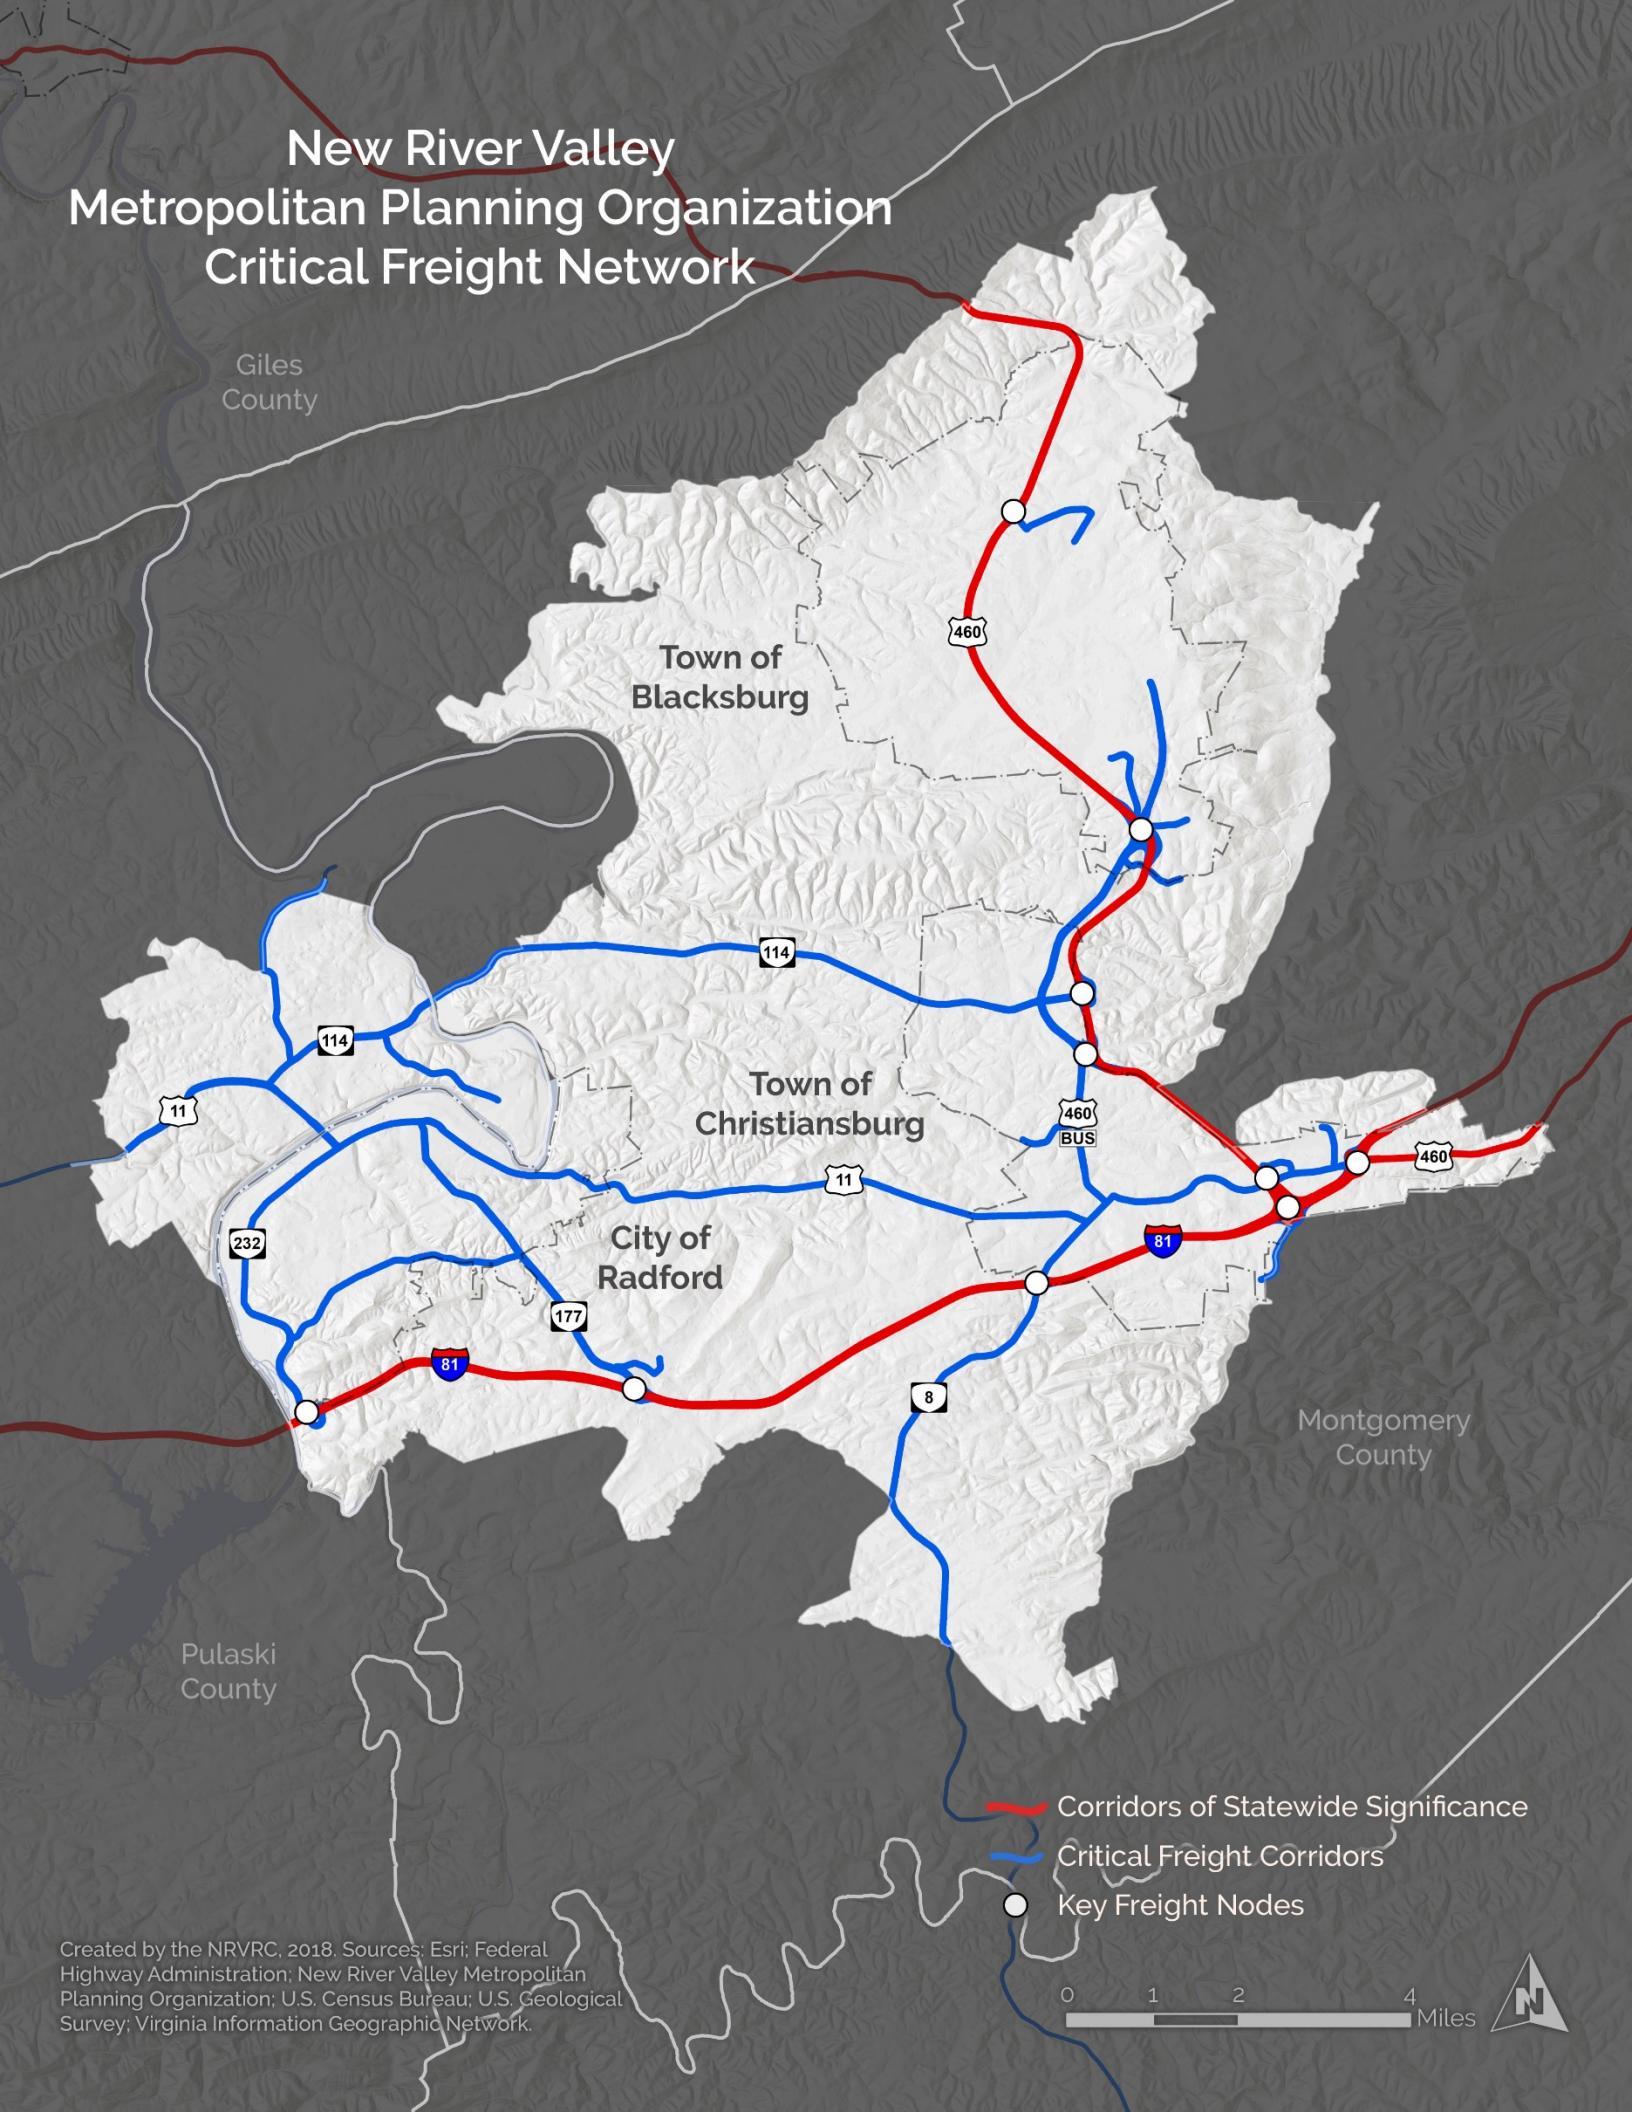 New River Valley
Metropolitan Planning Organization
Critical Freight Network
Giles
County
460
Town of
Blacksburg
114
114
Town of
Christiansburg
11
460
BUS
460
11
City of
Radford
232
81
177
81
8
Montgomery
County
Pulaski
County
Corridors of Statewide Significance
Critical Freight Corridors
Key Freight Nodes
Created by the NRVRC, 2018. Sources: Esri; Federal
Highway Administration; New River Valley Metropolitan
Planning Organization; U.S. Census Bureau; U.S. Geological
Survey; Virginia Information Geographic Network.
0 1 2 4
Miles
N